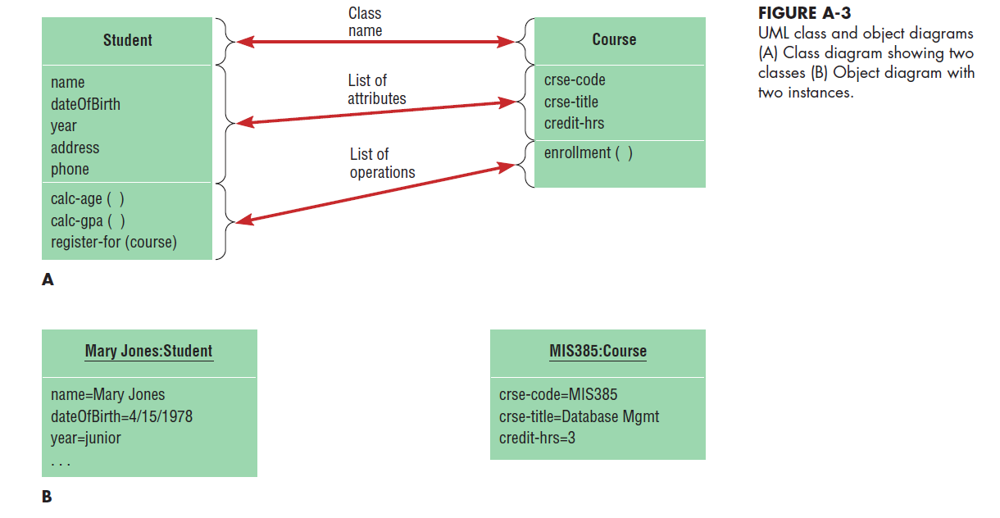 Student
Class
name
Course
name
dateOfBirth
year
address
phone
List of
attributes
crse-code
crse-title
credit-hrs
calc-age ( )
calc-gpa ( )
register-for (course)
List of
operations
enrollment ( )
A
Mary Jones:Student
name=Mary Jones
dateOfBirth=4/15/1978
year=junior
. . .
MIS385:Course
crse-code=MIS385
crse-title=Database Mgmt
credit-hrs=3
B
FIGURE A-3
UML class and object diagrams
(A) Class diagram showing two
classes (B) Object diagram with
two instances.